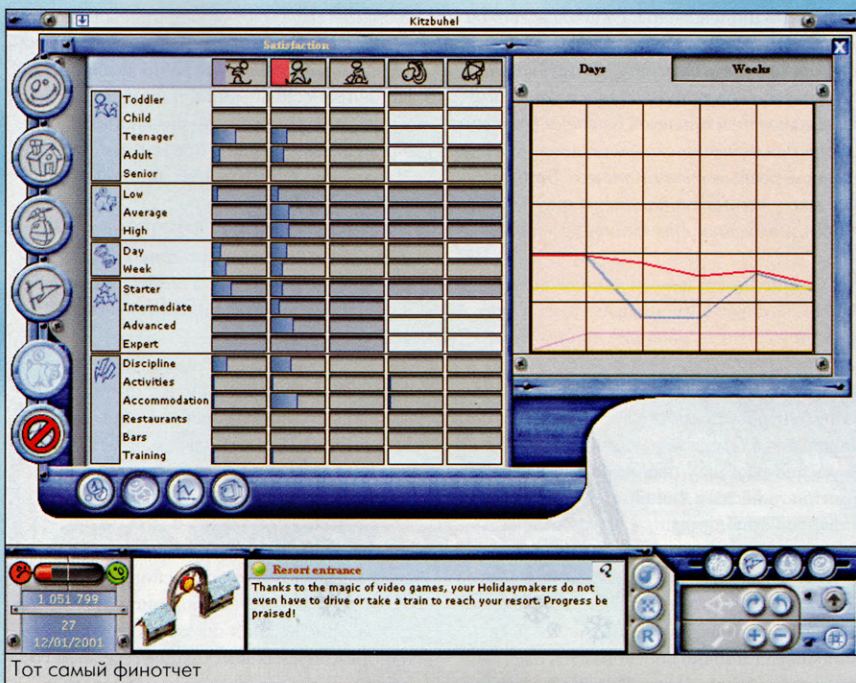 Kitzbuhel
Satisfaction
Days Weeks
Toddler
Child
Teenager
Adult
Senior
Low
Average
High
Day
Week
Starter
Intermediate
Advanced
Expert
Discipline
Activities
Accommodation
Restaurants
Bars
Training
Resort entrance
Thanks to the magic of video games, your Holidaymakers do not
even have to drive or take a train to reach your resort. Progress be
praised!
1 051 799
27
12/01/2001
R
Тот самый финотчет